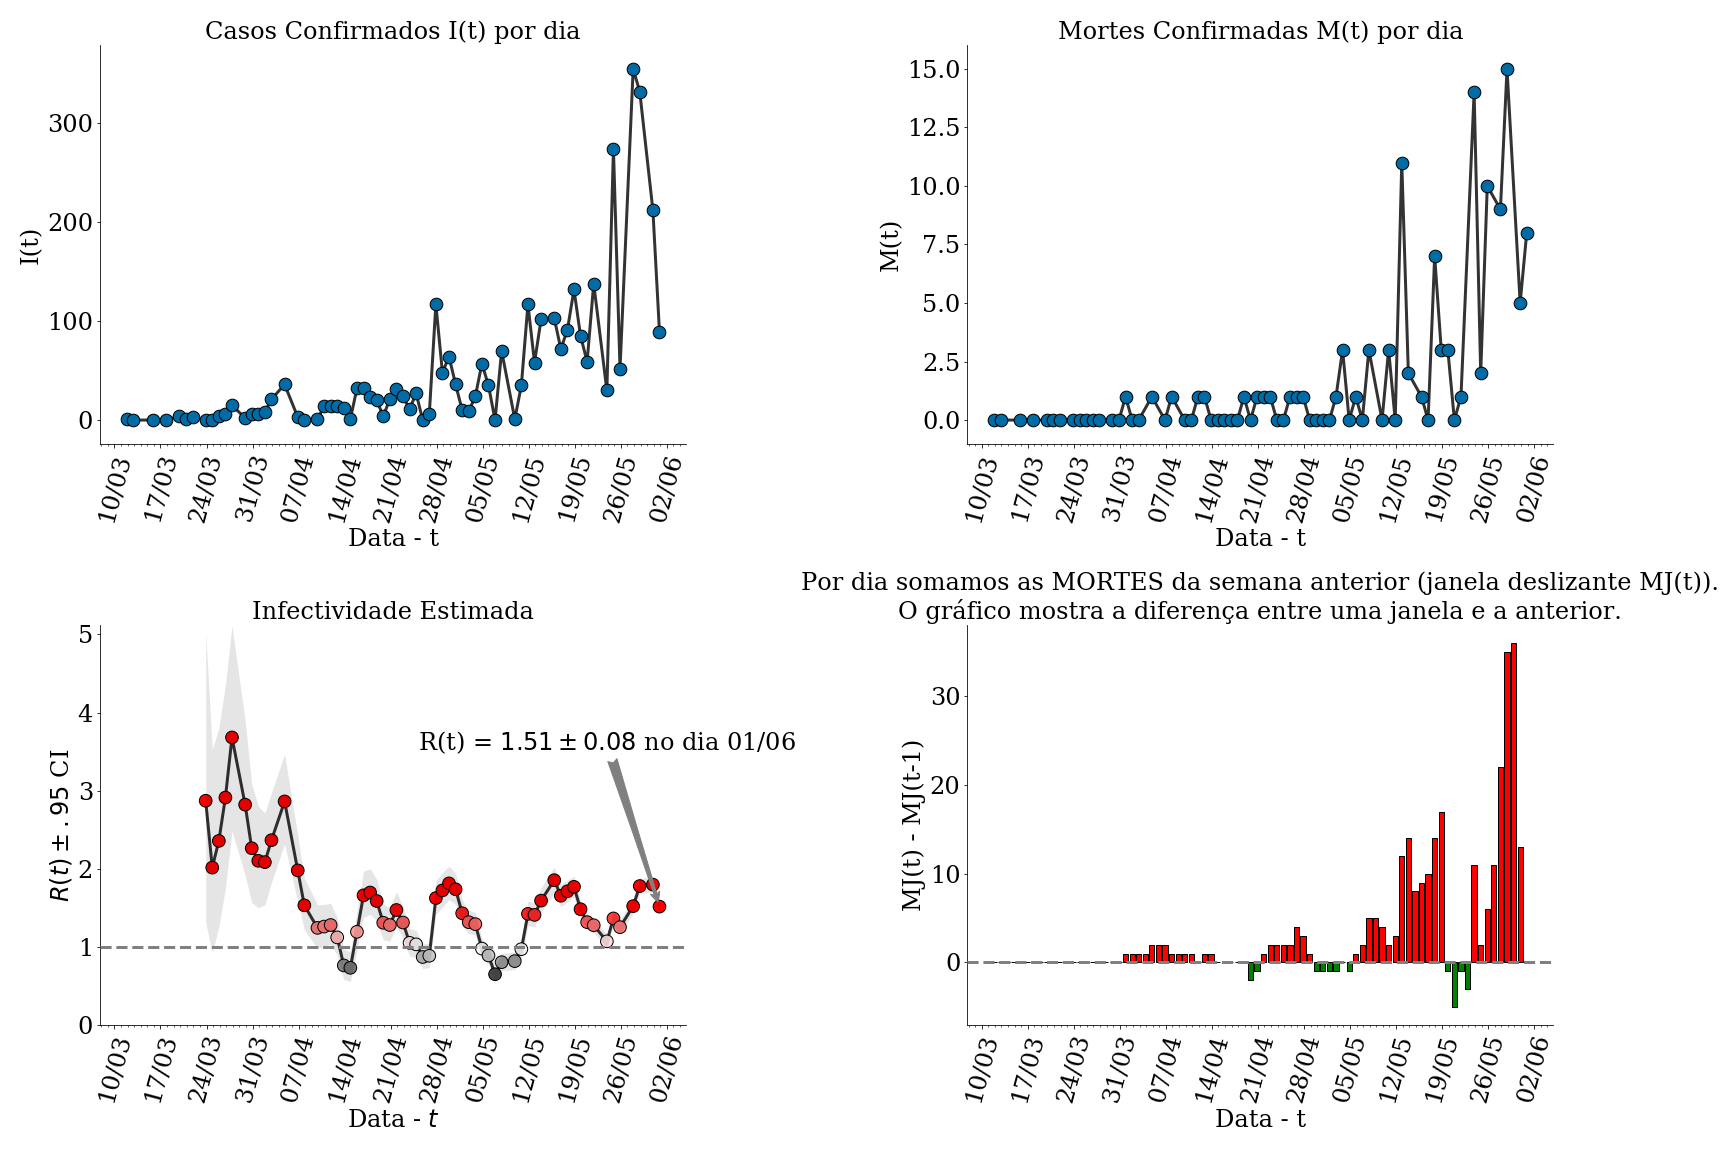 Casos Confirmados I(t) por dia
I(t)
300
200
100
0
10/03 17/03 24/03 31/03 07/04 14/04 21/04 28/04 05/05 12/05 19/05 26/05 02/06
Data - t
Mortes Confirmadas M(t) por dia
M(t)
15.0
12.5
10.0
7.5
5.0
2.5
0.0
10/03 17/03 24/03 31/03 07/04 14/04 21/04 28/04 05/05 12/05 19/05 26/05 02/06
Data - t
Infectividade Estimada
R(t) ± .95 CI
5
4
3
2
1
0
R(t) = 1.51 ± 0.08 no dia 01/06
10/03 17/03 24/03 31/03 07/04 14/04 21/04 28/04 05/05 12/05 19/05 26/05 02/06
Data - t
Por dia somamos as MORTES da semana anterior (janela deslizante MJ(t)).
O gráfico mostra a diferença entre uma janela e a anterior.
MJ(t) - MJ(t-1)
30
20
10
0
10/03 17/03 24/03 31/03 07/04 14/04 21/04 28/04 05/05 12/05 19/05 26/05 02/06
Data - t